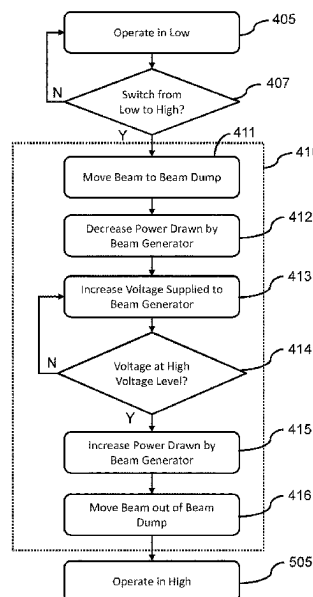 Operate in Low
405
407
N
Switch from
Low to High?
Y
411
Move Beam to Beam Dump
412
Decrease Power Drawn by
Beam Generator
Increase Voltage Supplied to
Beam Generator
413
N
Voltage at High
Voltage Level?
414
Y
Increase Power Drawn by
Beam Generator
415
Move Beam out of Beam
Dump
416
Operate in High
505